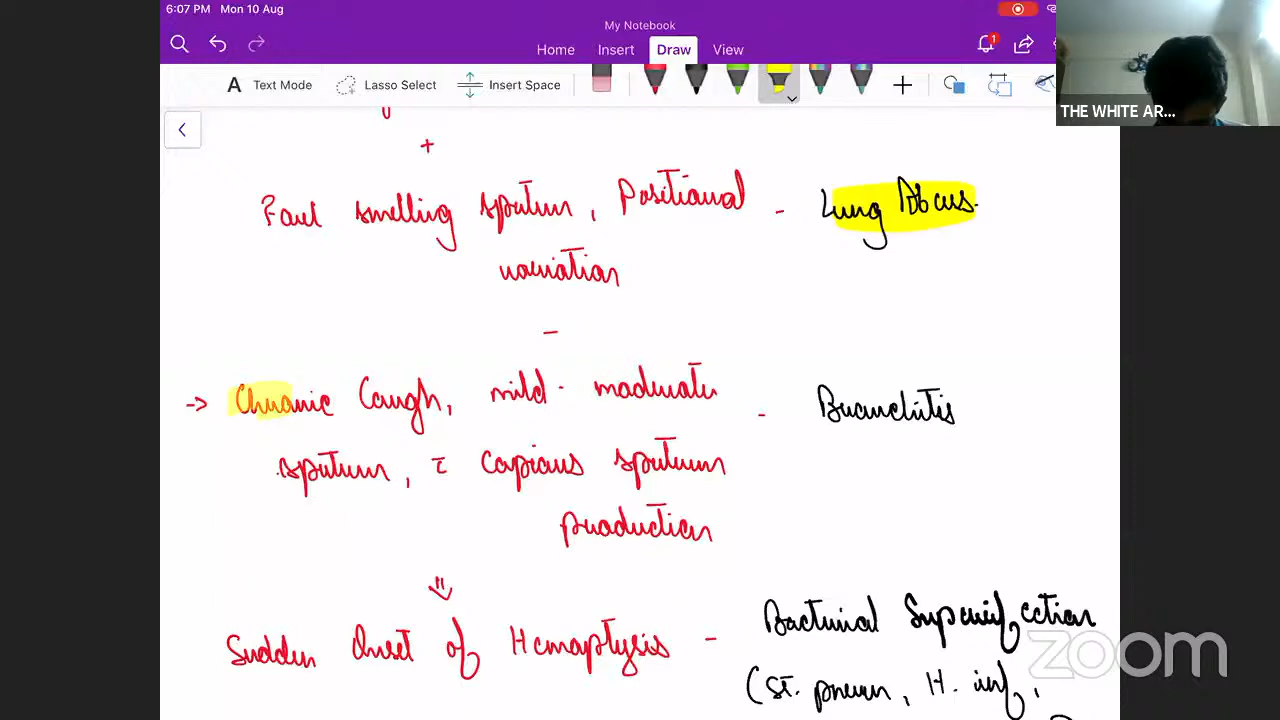 6:07 PM Mon 10 Aug
My Notebook
Home Insert Draw View
1
A Text Mode Lasso Select Insert Space
THE WHITE AR...
+
Foul smelling sputum, Positional - Lung Abcess.
variation
-
→ Chronic Cough, mild - moderate - Bronchitis
sputum, c̄ copious sputum
production
⇓
Sudden Onset of Hemoptysis - Bacterial Superinfection
(St. pneum, H. inf,
zoom